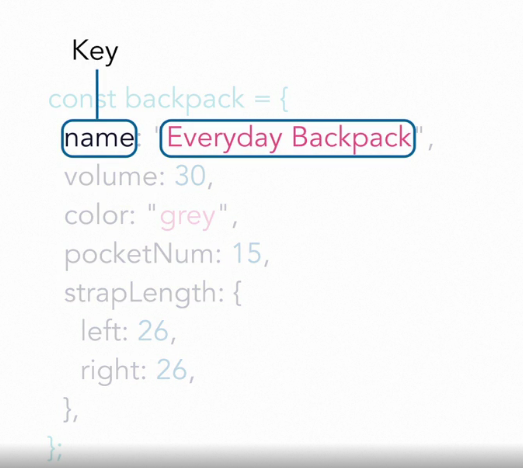 Key
const backpack = {
name: "Everyday Backpack",
volume: 30,
color: "grey",
pocketNum: 15,
strapLength: {
left: 26,
right: 26,
},
};